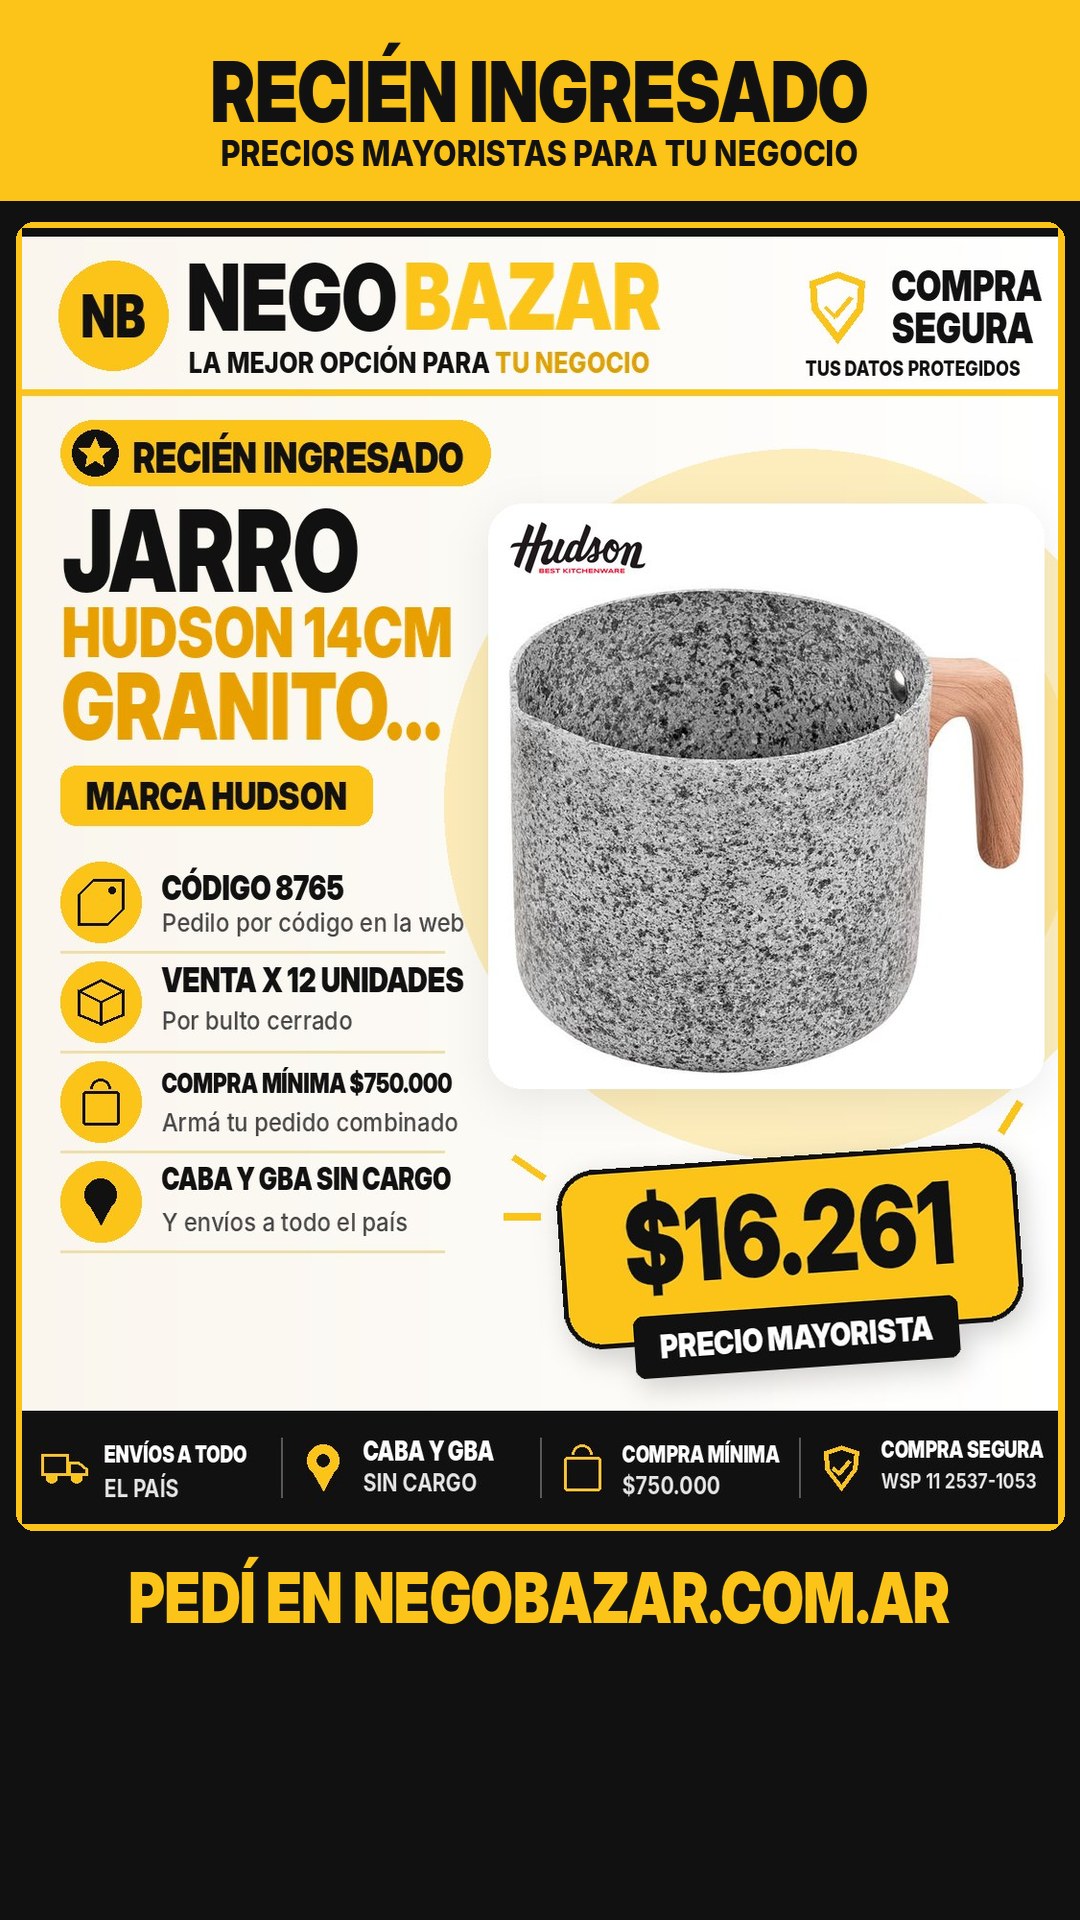 RECIÉN INGRESADO
PRECIOS MAYORISTAS PARA TU NEGOCIO
NB
NEGOBAZAR
LA MEJOR OPCIÓN PARA TU NEGOCIO
COMPRA
SEGURA
TUS DATOS PROTEGIDOS
RECIÉN INGRESADO
JARRO
HUDSON 14CM
GRANITO...
MARCA HUDSON
Hudson
BEST KITCHENWARE
CÓDIGO 8765
Pedilo por código en la web
VENTA X 12 UNIDADES
Por bulto cerrado
COMPRA MÍNIMA $750.000
Armá tu pedido combinado
CABA Y GBA SIN CARGO
Y envíos a todo el país
$16.261
PRECIO MAYORISTA
ENVÍOS A TODO
EL PAÍS
CABA Y GBA
SIN CARGO
COMPRA MÍNIMA
$750.000
COMPRA SEGURA
WSP 11 2537-1053
PEDÍ EN NEGOBAZAR.COM.AR